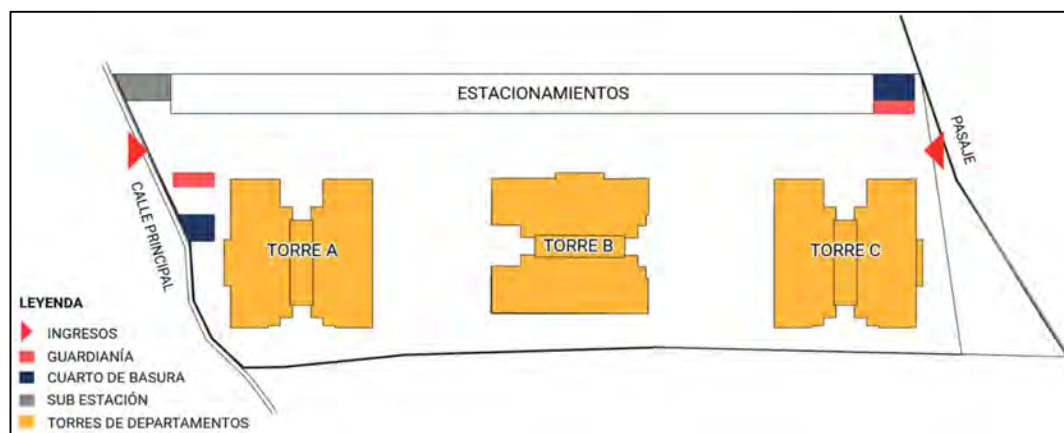 ESTACIONAMIENTOS
PASAJE
CALLE PRINCIPAL
TORRE A
TORRE B
TORRE C
LEYENDA
INGRESOS
GUARDIANÍA
CUARTO DE BASURA
SUB ESTACIÓN
TORRES DE DEPARTAMENTOS